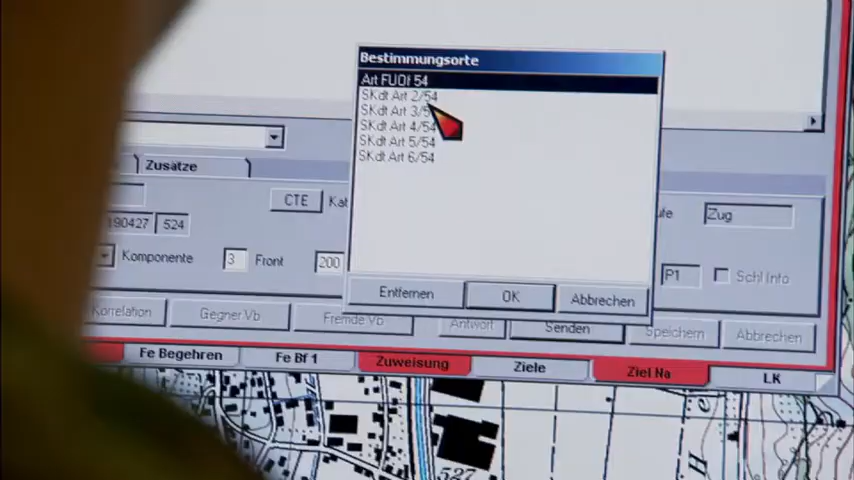 Bestimmungsorte
Art FUOf 54
SKdt Art 2/54
SKdt Art 3/5
SKdt Art 4/54
SKdt Art 5/54
SKdt Art 6/54
Entfernen
OK
Abbrechen
Zusätze
CTE
Zug
190427
524
Komponente
3
Front
200
P1
Schl Info
Korrelation
Gegner Vb
Fremde Vb
Antwort
Senden
Speichern
Abbrechen
Fe Begehren
Fe Bf 1
Zuweisung
Ziele
Ziel Na
LK
527
H